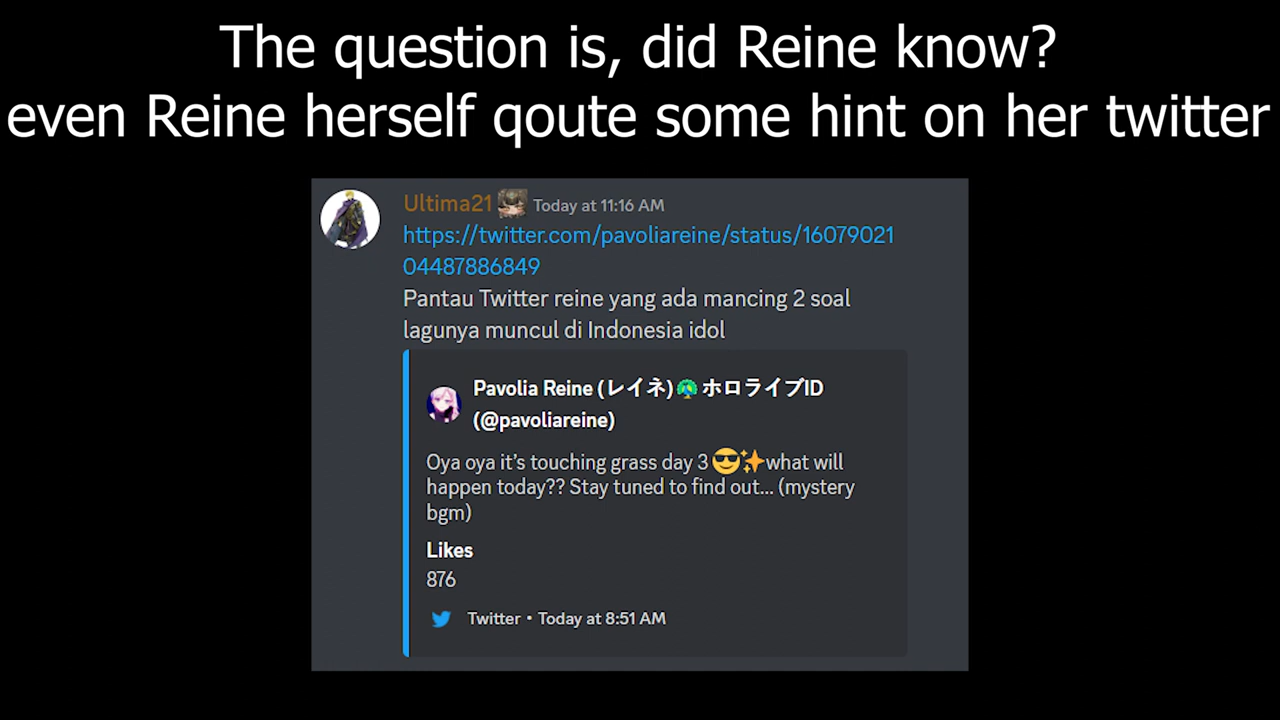 The question is, did Reine know?
even Reine herself qoute some hint on her twitter
Ultima21 Today at 11:16 AM
https://twitter.com/pavoliareine/status/16079021
04487886849
Pantau Twitter reine yang ada mancing 2 soal
lagunya muncul di Indonesia idol
Pavolia Reine (レイネ)🦚ホロライブID
(@pavoliareine)
Oya oya it’s touching grass day 3😎✨what will
happen today?? Stay tuned to find out... (mystery
bgm)
Likes
876
Twitter • Today at 8:51 AM